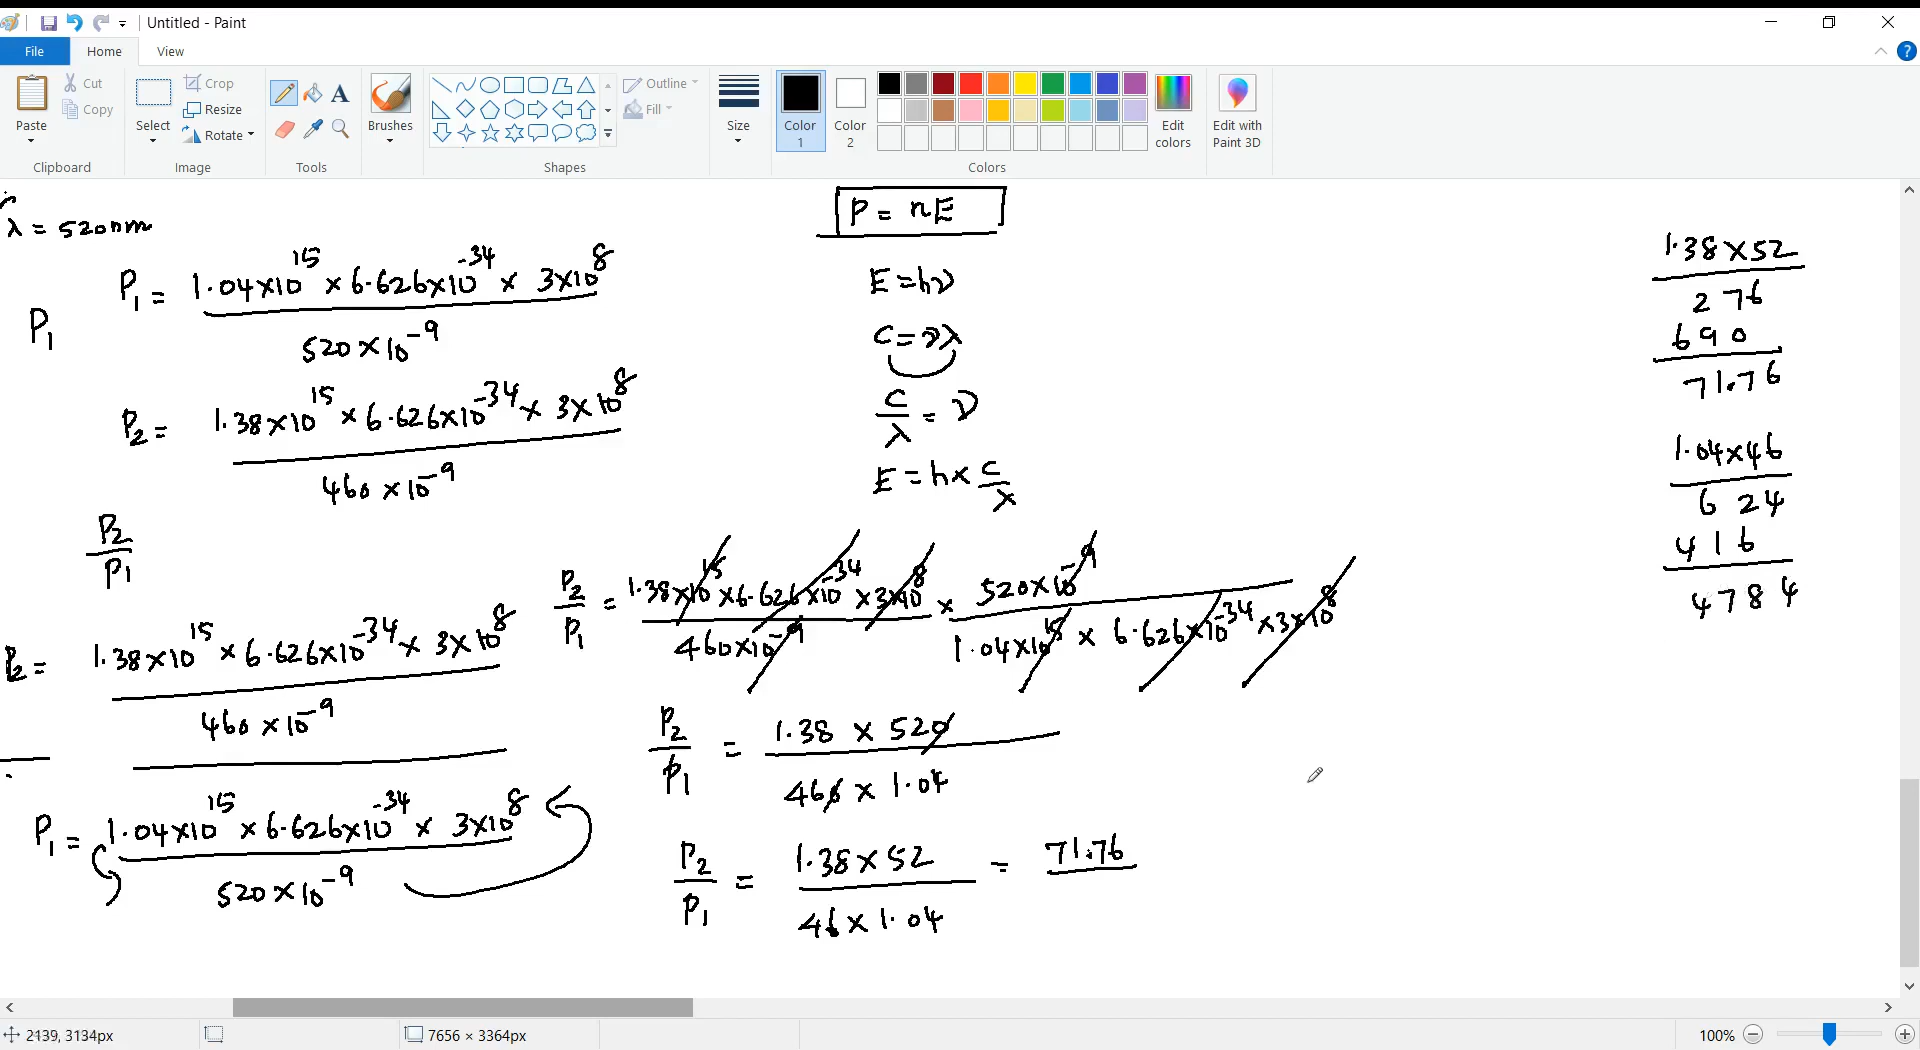 Untitled - Paint
File Home View
Paste
Cut
Copy
Clipboard
Select
Crop
Resize
Rotate
Image
A
Tools
Brushes
Outline
Fill
Shapes
Size
Color 1
Color 2
Edit colors
Colors
Edit with Paint 3D
λ = 520nm
P₁ = 1.04×10¹⁵ × 6.626×10⁻³⁴ × 3×10⁸
520 × 10⁻⁹
P₁
P₂ = 1.38×10¹⁵ × 6.626×10⁻³⁴ × 3×10⁸
460 × 10⁻⁹
P₂
P₁
P₂ = 1.38×10¹⁵ × 6.626×10⁻³⁴ × 3×10⁸
460 × 10⁻⁹
P₁ = 1.04×10¹⁵ × 6.626×10⁻³⁴ × 3×10⁸
520 × 10⁻⁹
P = nE
E = hν
C = νλ
C/λ = ν
E = h × C/λ
P₂/P₁ = 1.38×10¹⁵ × 6.626×10⁻³⁴ × 3×10⁸ × 520×10⁻⁹
460×10⁻⁹ 1.04×10¹⁵ × 6.626×10⁻³⁴ × 3×10⁸
P₂/P₁ = 1.38 × 520
460 × 1.04
P₂/P₁ = 1.38 × 52 = 71.76
46 × 1.04
1.38 × 52
2 76
690
71.76
1.04×46
6 24
416
4784
2139, 3134px
7656 × 3364px
100%